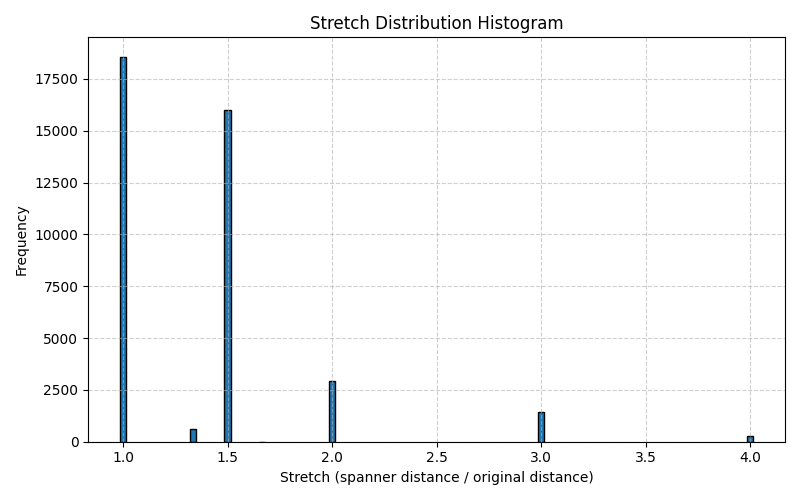 Stretch Distribution Histogram
17500
15000
12500
10000
7500
5000
2500
0
Frequency
1.0 1.5 2.0 2.5 3.0 3.5 4.0
Stretch (spanner distance / original distance)